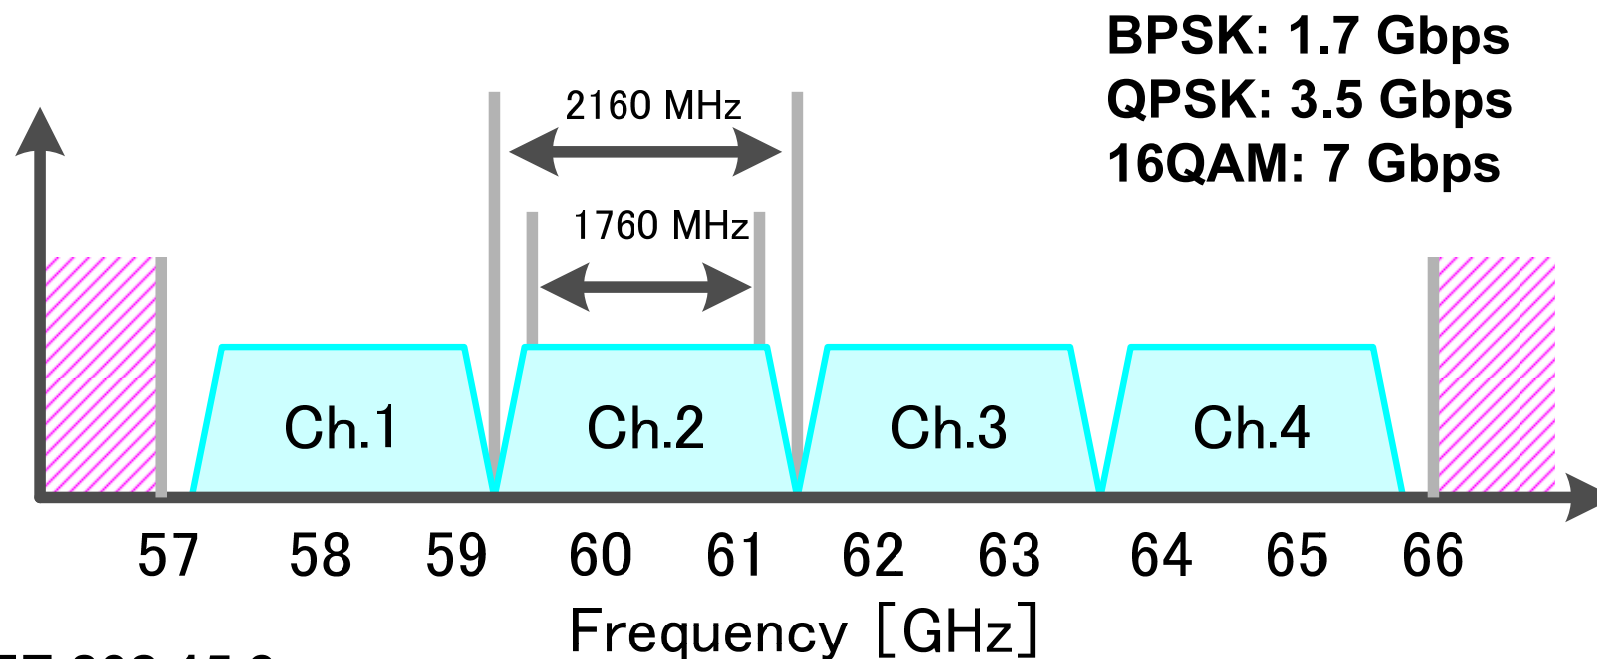 BPSK: 1.7 Gbps
QPSK: 3.5 Gbps
16QAM: 7 Gbps
2160 MHz
1760 MHz
Ch.1 Ch.2 Ch.3 Ch.4
57 58 59 60 61 62 63 64 65 66
Frequency [GHz]